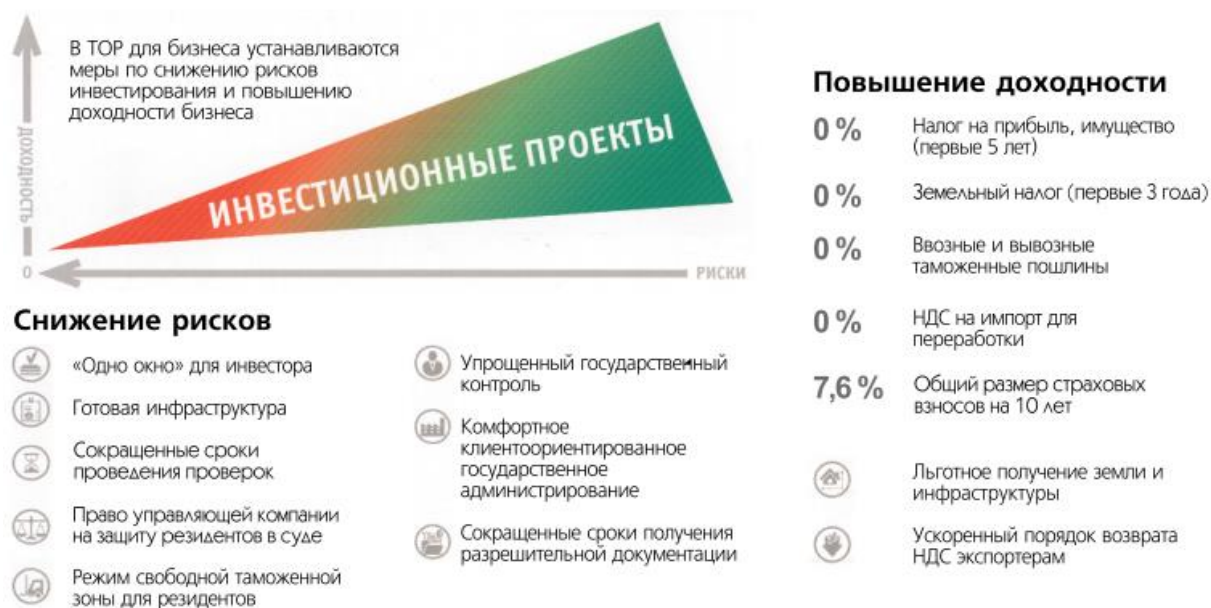 В ТОР для бизнеса устанавливаются
меры по снижению рисков
инвестирования и повышению
доходности бизнеса
ДОХОДНОСТЬ
ИНВЕСТИЦИОННЫЕ ПРОЕКТЫ
0
РИСКИ
Снижение рисков
«Одно окно» для инвестора
Готовая инфраструктура
Сокращенные сроки
проведения проверок
Право управляющей компании
на защиту резидентов в суде
Режим свободной таможенной
зоны для резидентов
Упрощенный государственный
контроль
Комфортное
клиентоориентированное
государственное
администрирование
Сокращенные сроки получения
разрешительной документации
Повышение доходности
0 % Налог на прибыль, имущество
(первые 5 лет)
0 % Земельный налог (первые 3 года)
0 % Ввозные и вывозные
таможенные пошлины
0 % НДС на импорт для
переработки
7,6 % Общий размер страховых
взносов на 10 лет
Льготное получение земли и
инфраструктуры
Ускоренный порядок возврата
НДС экспортерам